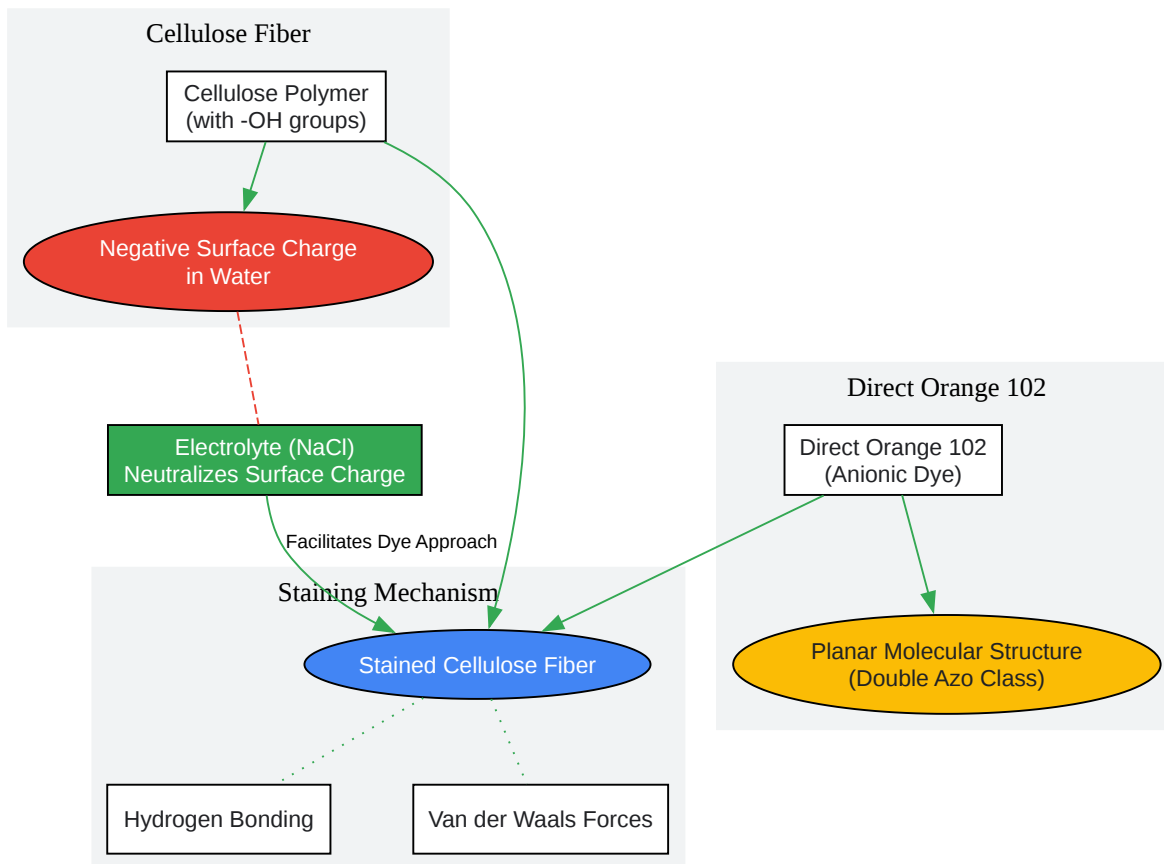 Cellulose Fiber
Cellulose Polymer
(with -OH groups)
Negative Surface Charge
in Water
Direct Orange 102
Electrolyte (NaCl)
Neutralizes Surface Charge
Direct Orange 102
(Anionic Dye)
Facilitates Dye Approach
Staining Mechanism
Stained Cellulose Fiber
Planar Molecular Structure
(Double Azo Class)
Hydrogen Bonding
Van der Waals Forces